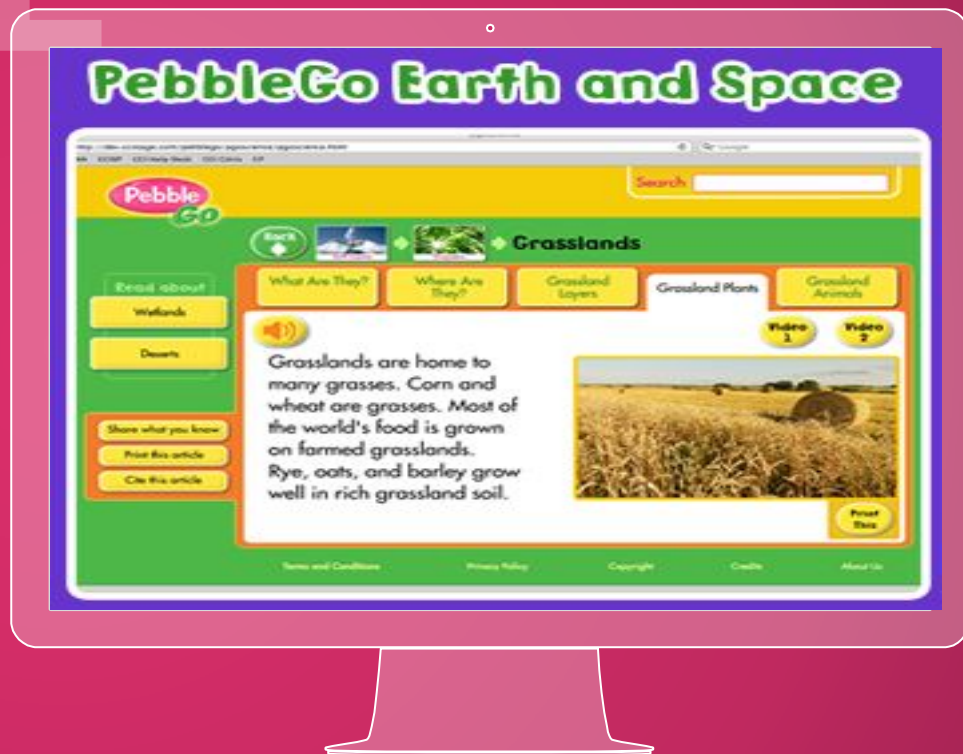 PebbleGo Earth and Space
Search
Pebble
GO
Back
Grasslands
Read about
Wetlands
Deserts
What Are They?
Where Are
They?
Grassland
Layers
Grassland Plants
Grassland
Animals
Video
1
Video
2
Grasslands are home to
many grasses. Corn and
wheat are grasses. Most of
the world's food is grown
on farmed grasslands.
Rye, oats, and barley grow
well in rich grassland soil.
Share what you know
Print this article
Cite this article
Print
This
Terms and Conditions
Privacy Policy
Copyright
Credits
About Us